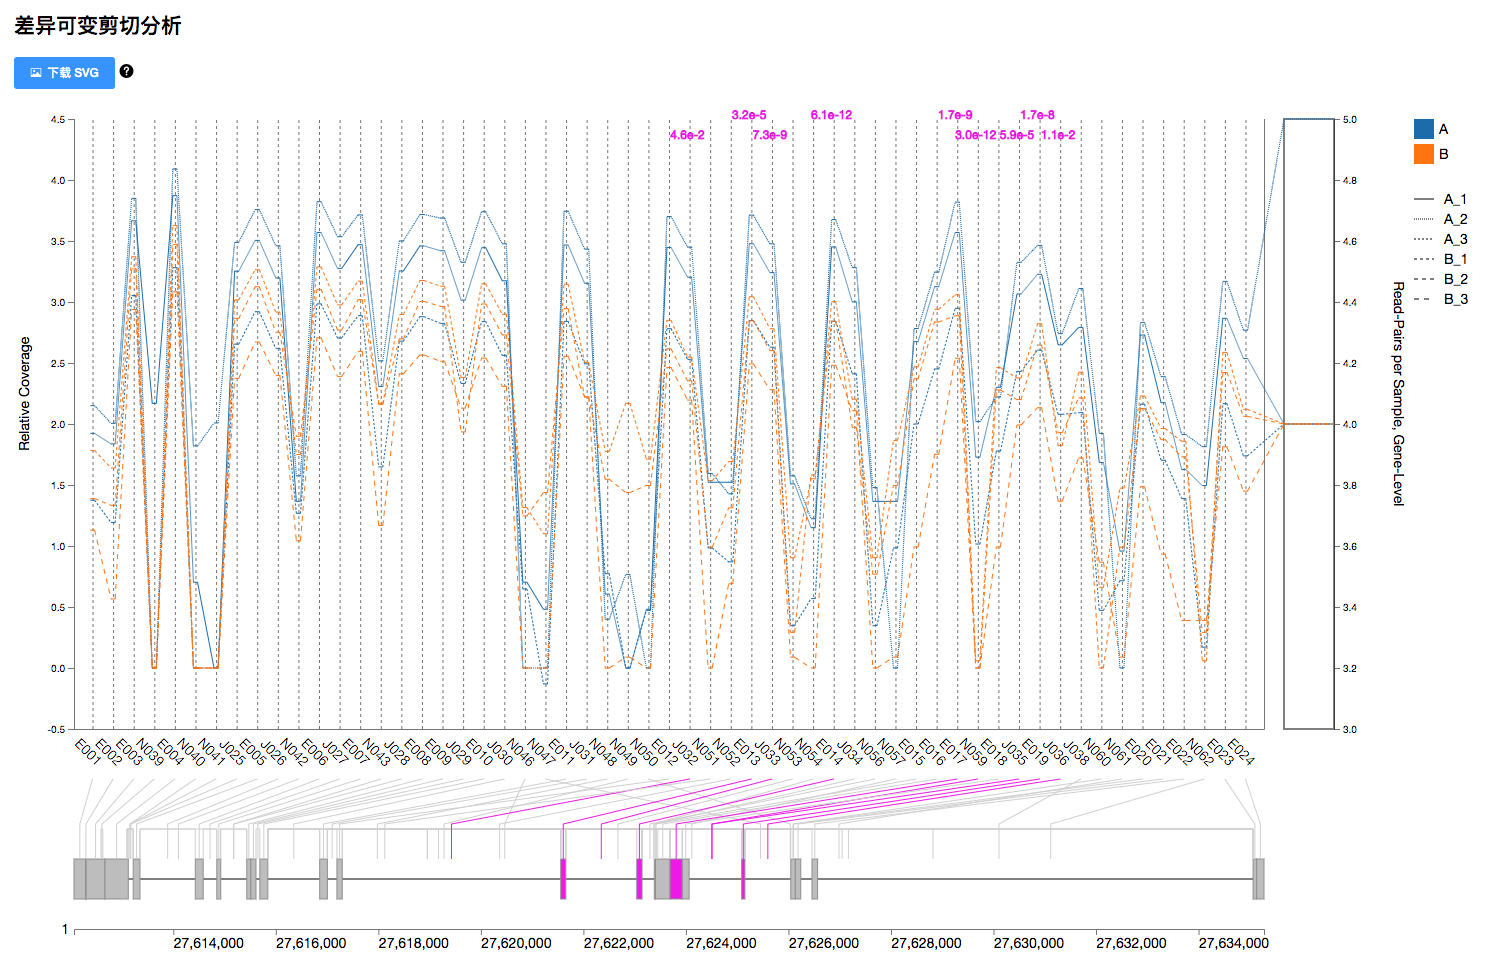 差异可变剪切分析
下载 SVG
?
3.2e-5 6.1e-12 1.7e-9 1.7e-8
4.6e-2 7.3e-9 3.0e-12 5.9e-5 1.1e-2
4.5
4.0
3.5
3.0
2.5
2.0
1.5
1.0
0.5
0.0
-0.5
Relative Coverage
5.0
4.8
4.6
4.4
4.2
4.0
3.8
3.6
3.4
3.2
3.0
Read-Pairs per Sample, Gene-Level
A
B
A_1
A_2
A_3
B_1
B_2
B_3
E001 E002 E003 N039 E004 N040 N041 J025 E005 J026 N042 E006 J027 E007 N043 J028 E008 E009 J029 E010 J030 N046 N047 E011 J031 N048 N049 N050 E012 J032 N051 N052 E013 J033 N053 N054 E014 J034 N056 N057 E015 E016 E017 N059 E018 J035 E019 J036 J038 N060 N061 E020 E021 E022 N062 E023 E024
1
27,614,000 27,616,000 27,618,000 27,620,000 27,622,000 27,624,000 27,626,000 27,628,000 27,630,000 27,632,000 27,634,000